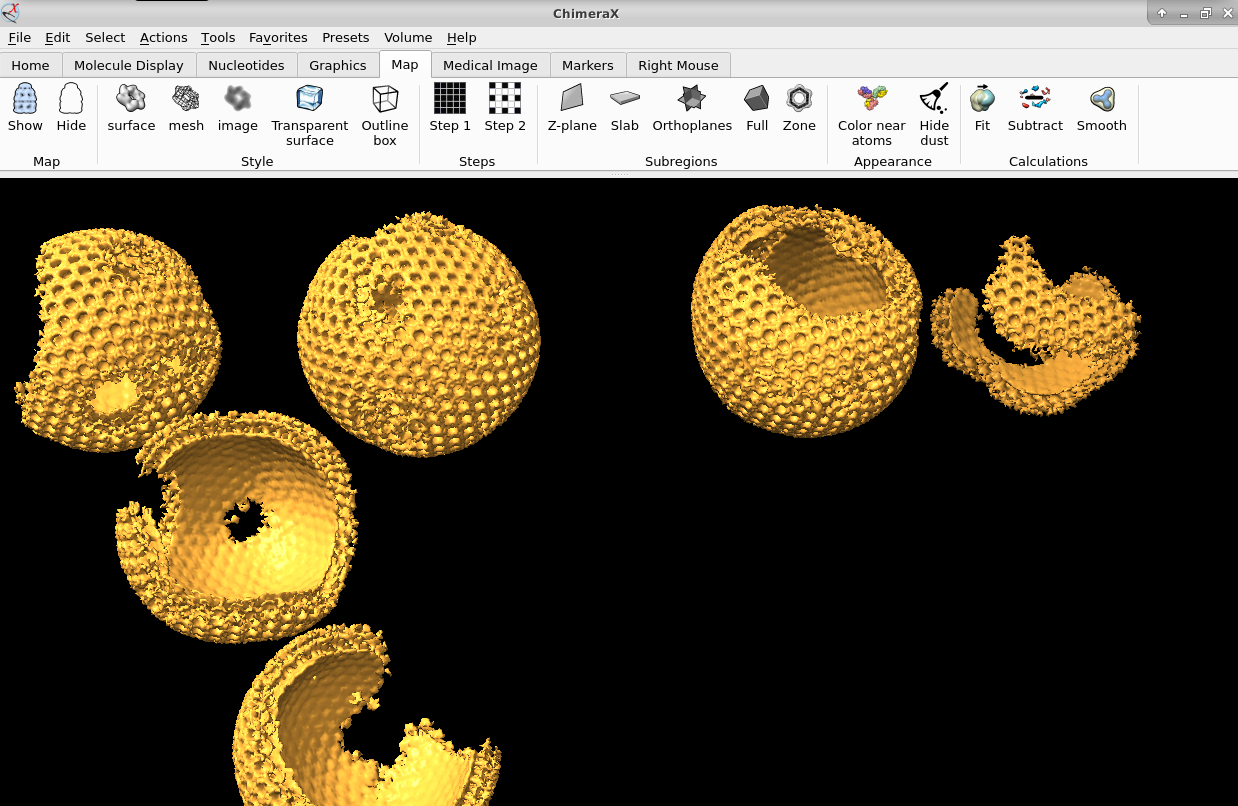 ChimeraX
File Edit Select Actions Tools Favorites Presets Volume Help
Home Molecule Display Nucleotides Graphics Map Medical Image Markers Right Mouse
Show Hide surface mesh image Transparent surface Outline box Step 1 Step 2 Z-plane Slab Orthoplanes Full Zone Color near atoms Hide dust Fit Subtract Smooth
Map Style Steps Subregions Appearance Calculations